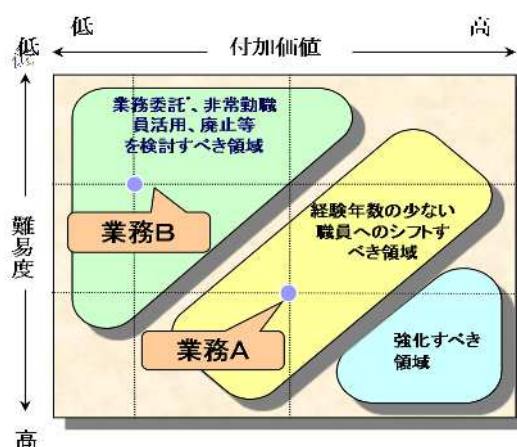 低
付加価値
高
低
業務委託、非常勤職
員活用、廃止等
を検討すべき領域
難易度
業務B
経験年数の少ない
職員へのシフトす
べき領域
業務A
強化すべき
領域
高